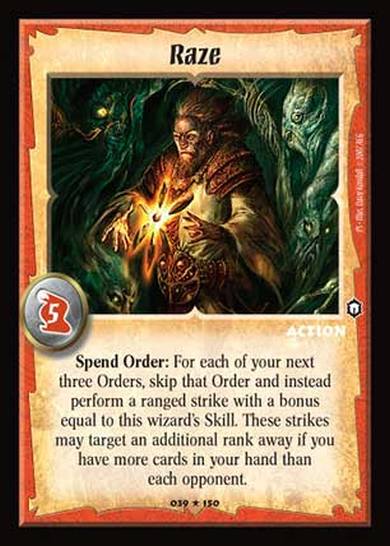 Raze
5
ACTION
Spend Order: For each of your next
three Orders, skip that Order and instead
perform a ranged strike with a bonus
equal to this wizard's Skill. These strikes
may target an additional rank away if you
have more cards in your hand than
each opponent.
039 ★ 150